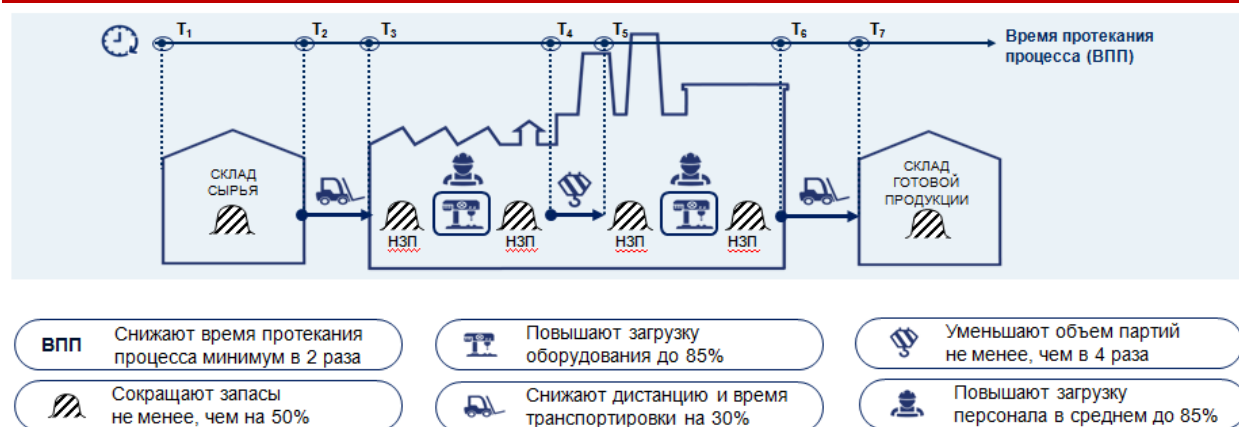 T1 T2 T3 T4 T5 T6 T7
Время протекания
процесса (ВПП)
СКЛАД
СЫРЬЯ
НЗП
НЗП
НЗП
НЗП
СКЛАД
ГОТОВОЙ
ПРОДУКЦИИ
ВПП
Снижают время протекания
процесса минимум в 2 раза
Повышают загрузку
оборудования до 85%
Уменьшают объем партий
не менее, чем в 4 раза
Сокращают запасы
не менее, чем на 50%
Снижают дистанцию и время
транспортировки на 30%
Повышают загрузку
персонала в среднем до 85%